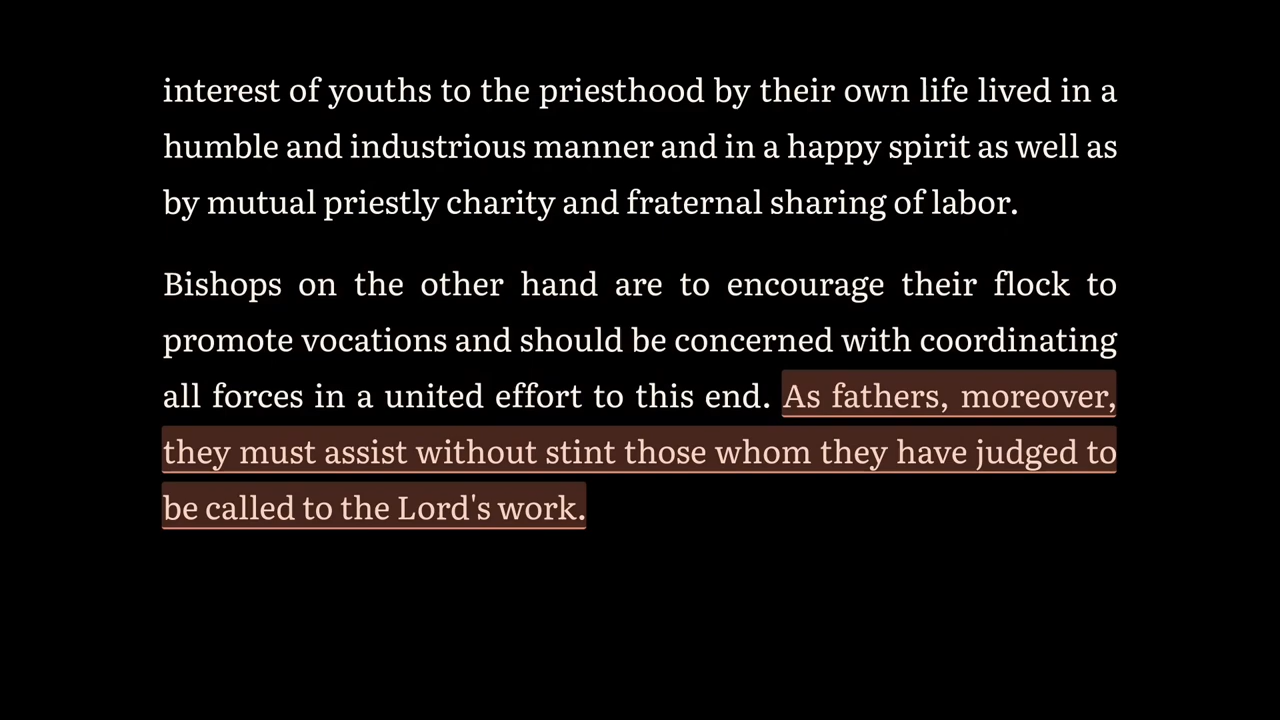 interest of youths to the priesthood by their own life lived in a
humble and industrious manner and in a happy spirit as well as
by mutual priestly charity and fraternal sharing of labor.
Bishops on the other hand are to encourage their flock to
promote vocations and should be concerned with coordinating
all forces in a united effort to this end. As fathers, moreover,
they must assist without stint those whom they have judged to
be called to the Lord's work.